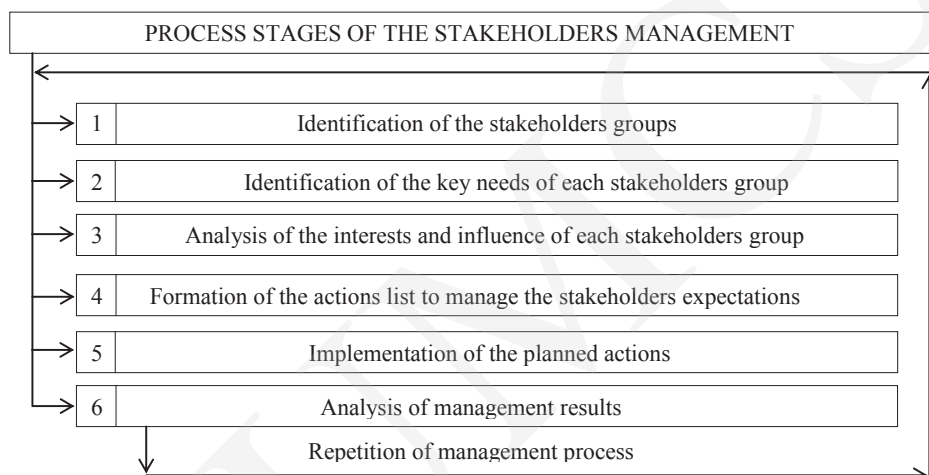 PROCESS STAGES OF THE STAKEHOLDERS MANAGEMENT
1 Identification of the stakeholders groups
2 Identification of the key needs of each stakeholders group
3 Analysis of the interests and influence of each stakeholders group
4 Formation of the actions list to manage the stakeholders expectations
5 Implementation of the planned actions
6 Analysis of management results
Repetition of management process
UMCS